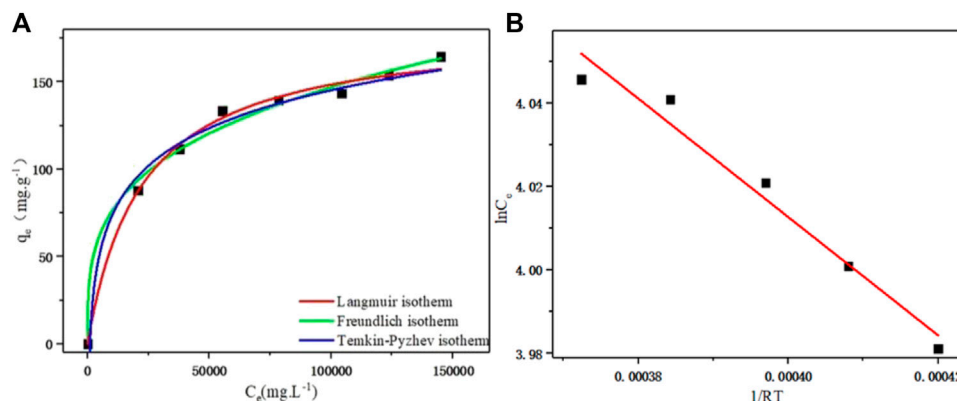 A
150
100
50
0
qe (mg.g-1)
Langmuir isotherm
Freundlich isotherm
Temkin-Pyzhev isotherm
0
50000
100000
150000
Ce(mg.L-1)
B
4.04
4.02
4.00
3.98
lnCe
0.00038
0.00040
0.00042
1/RT